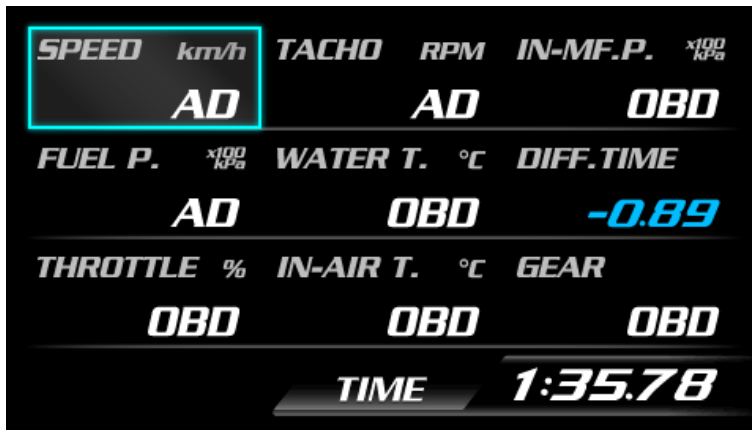 SPEED km/h TACHO RPM IN-MF.P. x100 kPa
AD AD OBD
FUEL P. x100 kPa WATER T. °C DIFF.TIME
AD OBD -0.89
THROTTLE % IN-AIR T. °C GEAR
OBD OBD OBD
TIME 1:35.78